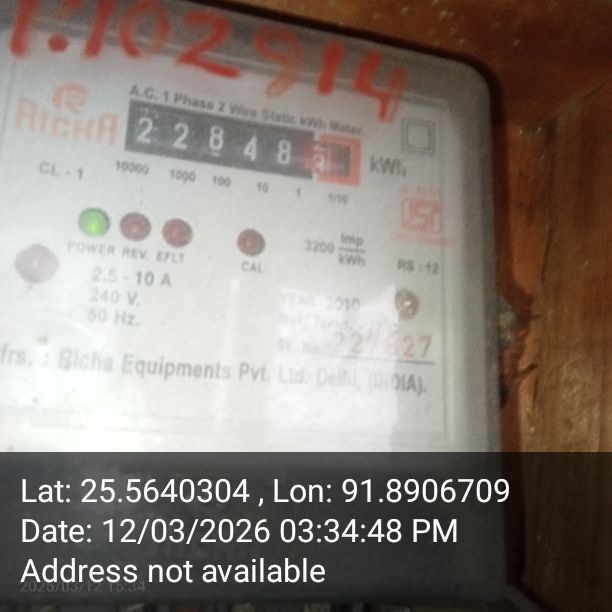 102914
RICHA
A.C. 1 Phase 2 Wire Static kWh Meter.
2 2 8 4 8
kWh
CL - 1
10000 1000 100 10 1 1/10
POWER REV. EFLT
CAL
3200 imp/kWh
RS : 12
2.5 - 10 A
240 V.
50 Hz.
YEAR 2010
Sl. No.
frs. : Richa Equipments Pvt. Ltd. Delhi, (INDIA).
Lat: 25.5640304 , Lon: 91.8906709
Date: 12/03/2026 03:34:48 PM
Address not available